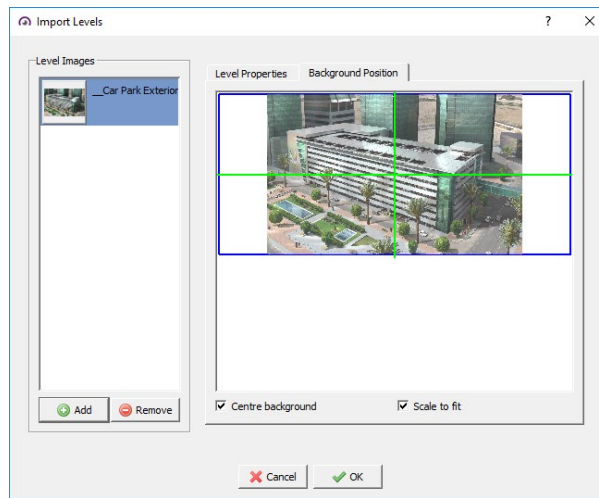 Import Levels
?
Level Images
__Car Park Exterior
Level Properties
Background Position
Centre background
Scale to fit
Add
Remove
Cancel
OK